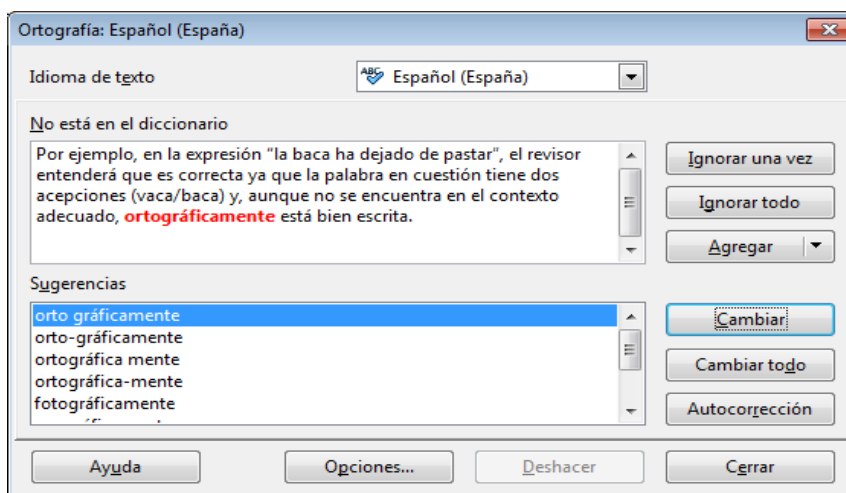 Ortografía: Español (España)
Idioma de texto
ABC
Español (España)
No está en el diccionario
Por ejemplo, en la expresión “la baca ha dejado de pastar”, el revisor
entenderá que es correcta ya que la palabra en cuestión tiene dos
acepciones (vaca/baca) y, aunque no se encuentra en el contexto
adecuado, ortográficamente está bien escrita.
Ignorar una vez
Ignorar todo
Agregar
Sugerencias
orto gráficamente
orto-gráficamente
ortográfica mente
ortográfica-mente
fotográficamente
Cambiar
Cambiar todo
Autocorrección
Ayuda
Opciones...
Deshacer
Cerrar